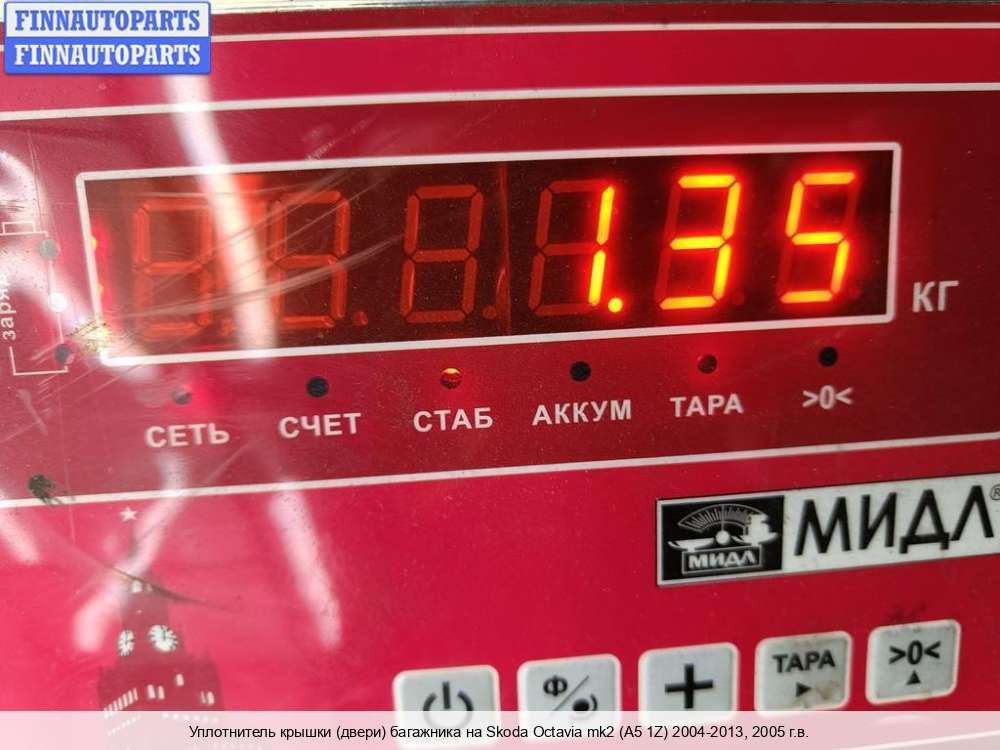 FINNAUTOPARTS
FINNAUTOPARTS
1.35
КГ
заряд
СЕТЬ СЧЕТ СТАБ АККУМ ТАРА >0<
МИДЛ МИДЛ®
Ф + ТАРА >0<
Уплотнитель крышки (двери) багажника на Skoda Octavia mk2 (A5 1Z) 2004-2013, 2005 г.в.